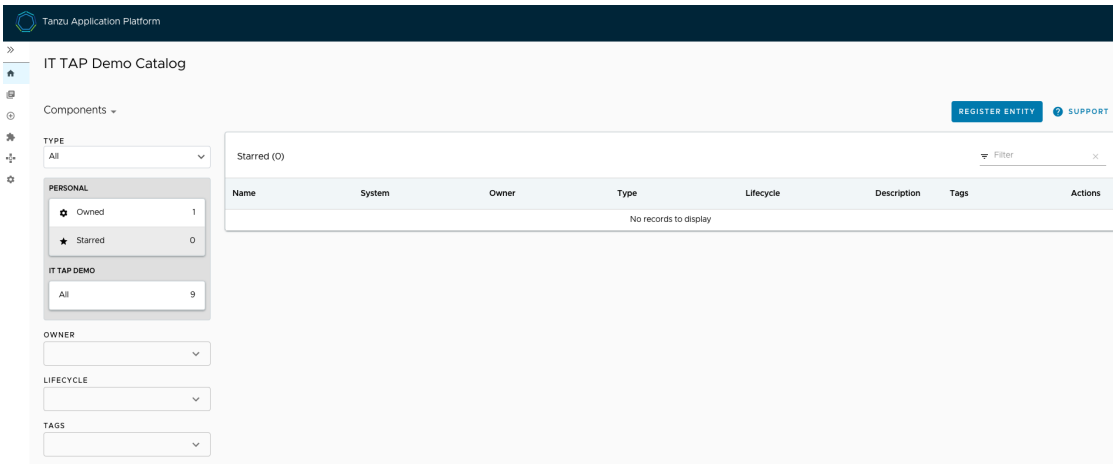 Tanzu Application Platform
IT TAP Demo Catalog
Components
REGISTER ENTITY
SUPPORT
TYPE
All
PERSONAL
Owned 1
Starred 0
IT TAP DEMO
All 9
OWNER
LIFECYCLE
TAGS
Starred (0)
Filter
Name System Owner Type Lifecycle Description Tags Actions
No records to display